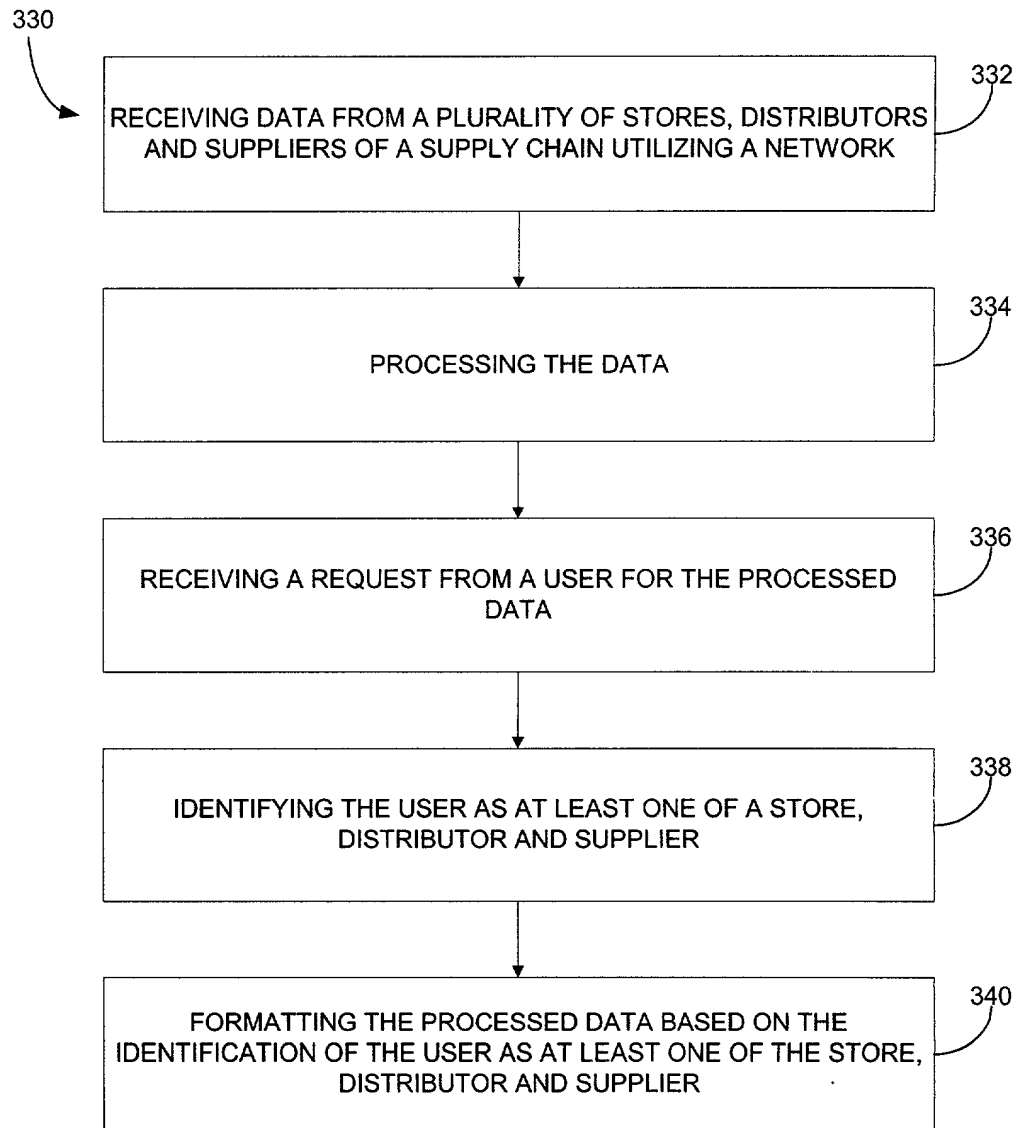 330
332
RECEIVING DATA FROM A PLURALITY OF STORES, DISTRIBUTORS
AND SUPPLIERS OF A SUPPLY CHAIN UTILIZING A NETWORK
334
PROCESSING THE DATA
336
RECEIVING A REQUEST FROM A USER FOR THE PROCESSED
DATA
338
IDENTIFYING THE USER AS AT LEAST ONE OF A STORE,
DISTRIBUTOR AND SUPPLIER
340
FORMATTING THE PROCESSED DATA BASED ON THE
IDENTIFICATION OF THE USER AS AT LEAST ONE OF THE STORE,
DISTRIBUTOR AND SUPPLIER